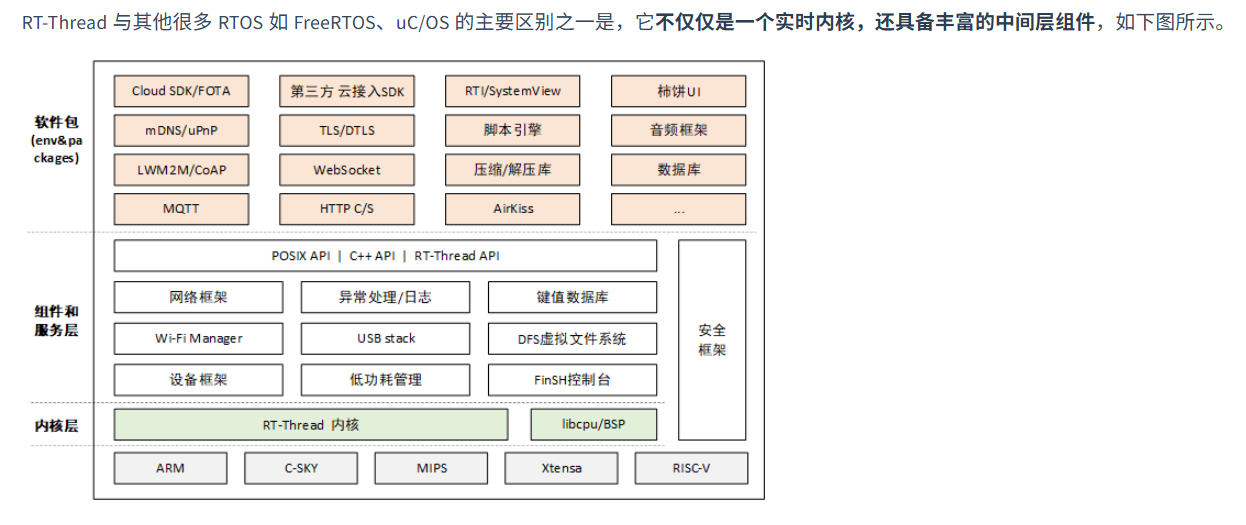 RT-Thread 与其他很多 RTOS 如 FreeRTOS、uC/OS 的主要区别之一是，它不仅仅是一个实时内核，还具备丰富的中间层组件，如下图所示。
软件包
(env&pa
ckages)
Cloud SDK/FOTA
第三方 云接入SDK
RTI/SystemView
柿饼UI
mDNS/uPnP
TLS/DTLS
脚本引擎
音频框架
LWM2M/CoAP
WebSocket
压缩/解压库
数据库
MQTT
HTTP C/S
AirKiss
...
组件和
服务层
POSIX API | C++ API | RT-Thread API
网络框架
异常处理/日志
键值数据库
Wi-Fi Manager
USB stack
DFS虚拟文件系统
设备框架
低功耗管理
FinSH控制台
安全
框架
内核层
RT-Thread 内核
libcpu/BSP
ARM
C-SKY
MIPS
Xtensa
RISC-V